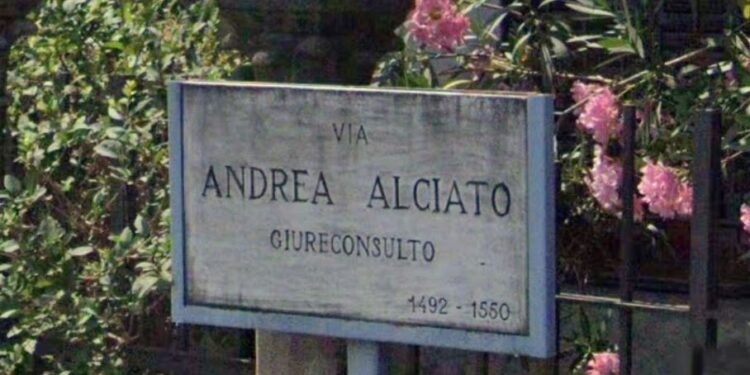 VIA
ANDREA ALCIATO
GIURECONSULTO
1492 - 1550